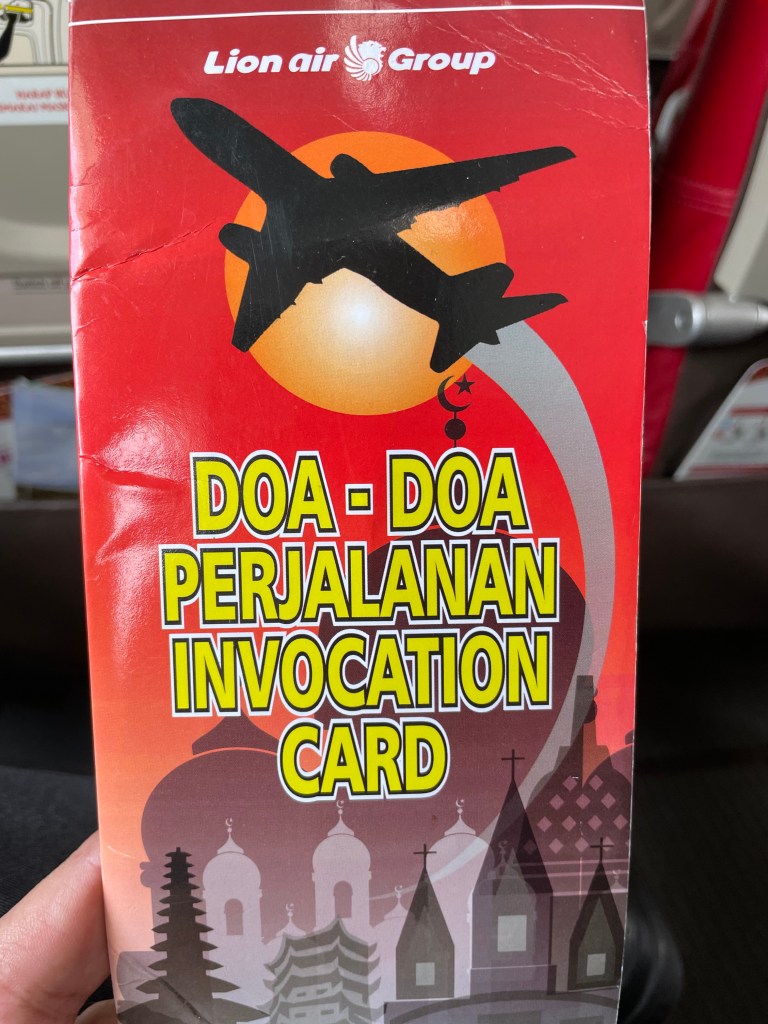 Lion air Group
DOA - DOA
PERJALANAN
INVOCATION
CARD